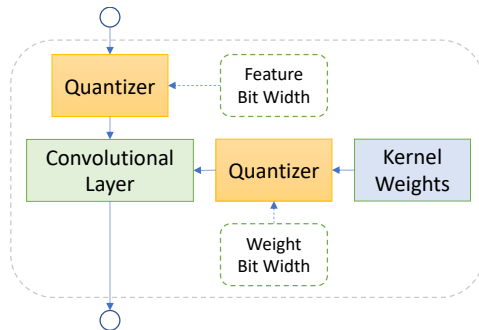 Quantizer
Feature
Bit Width
Convolutional
Layer
Quantizer
Kernel
Weights
Weight
Bit Width